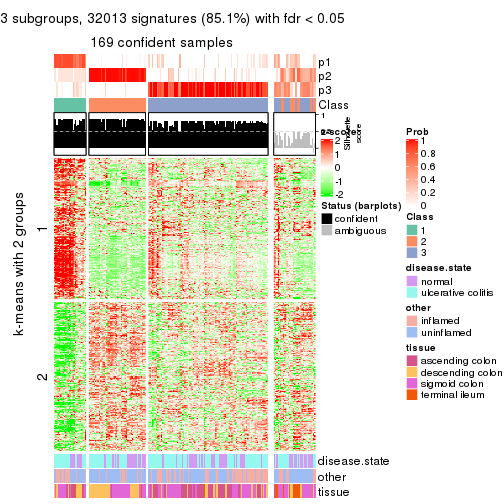 3 subgroups, 32013 signatures (85.1%) with fdr < 0.05
169 confident samples
p1
p2
p3
Class
1
Silhouette
score
z-score
2
1
0
-1
-2
Status (barplots)
confident
ambiguous
Prob
1
0.8
0.6
0.4
0.2
0
Class
1
2
3
disease.state
normal
ulcerative colitis
other
inflamed
uninflamed
tissue
ascending colon
descending colon
sigmoid colon
terminal ileum
k-means with 2 groups
1
2
disease.state
other
tissue